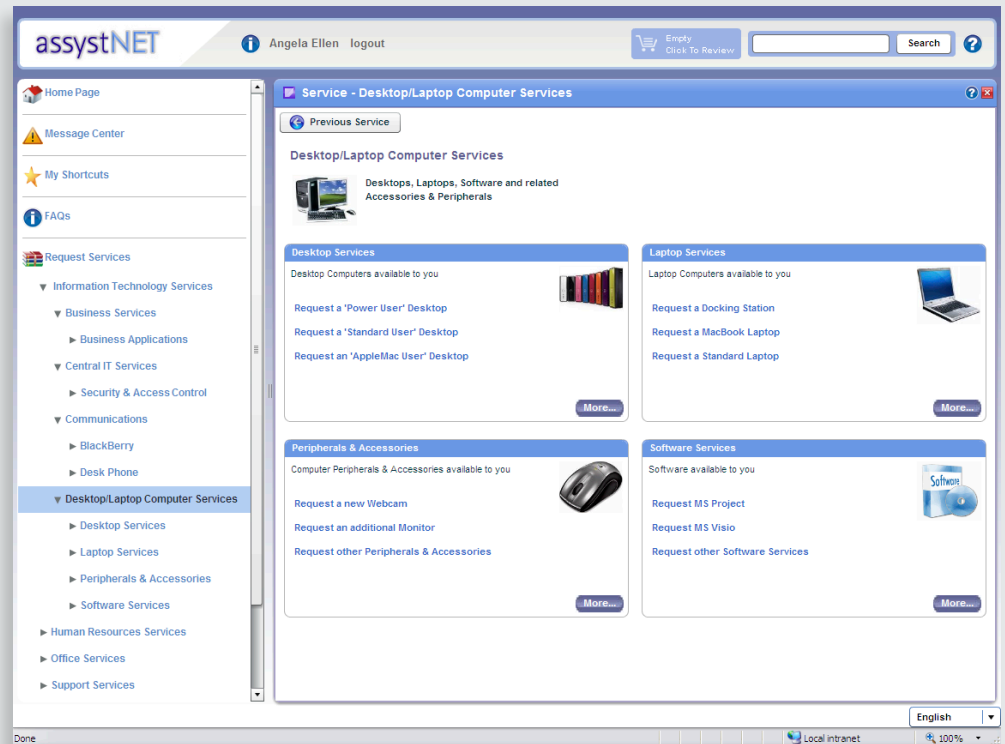 assystNET
Angela Ellen logout
Empty
Click To Review
Search
Home Page
Message Center
My Shortcuts
FAQs
Request Services
Information Technology Services
Business Services
Business Applications
Central IT Services
Security & Access Control
Communications
BlackBerry
Desk Phone
Desktop/Laptop Computer Services
Desktop Services
Laptop Services
Peripherals & Accessories
Software Services
Human Resources Services
Office Services
Support Services
Service - Desktop/Laptop Computer Services
Previous Service
Desktop/Laptop Computer Services
Desktops, Laptops, Software and related
Accessories & Peripherals
Desktop Services
Desktop Computers available to you
Request a 'Power User' Desktop
Request a 'Standard User' Desktop
Request an 'AppleMac User' Desktop
More...
Laptop Services
Laptop Computers available to you
Request a Docking Station
Request a MacBook Laptop
Request a Standard Laptop
More...
Peripherals & Accessories
Computer Peripherals & Accessories available to you
Request a new Webcam
Request an additional Monitor
Request other Peripherals & Accessories
More...
Software Services
Software available to you
Software
Request MS Project
Request MS Visio
Request other Software Services
More...
English
Done
Local intranet
100%